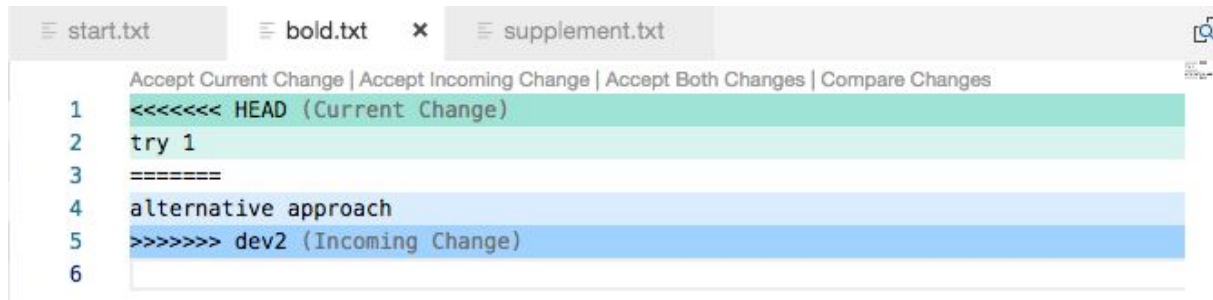 start.txt bold.txt × supplement.txt
Accept Current Change | Accept Incoming Change | Accept Both Changes | Compare Changes
1 <<<<<<< HEAD (Current Change)
2 try 1
3 =======
4 alternative approach
5 >>>>>>> dev2 (Incoming Change)
6